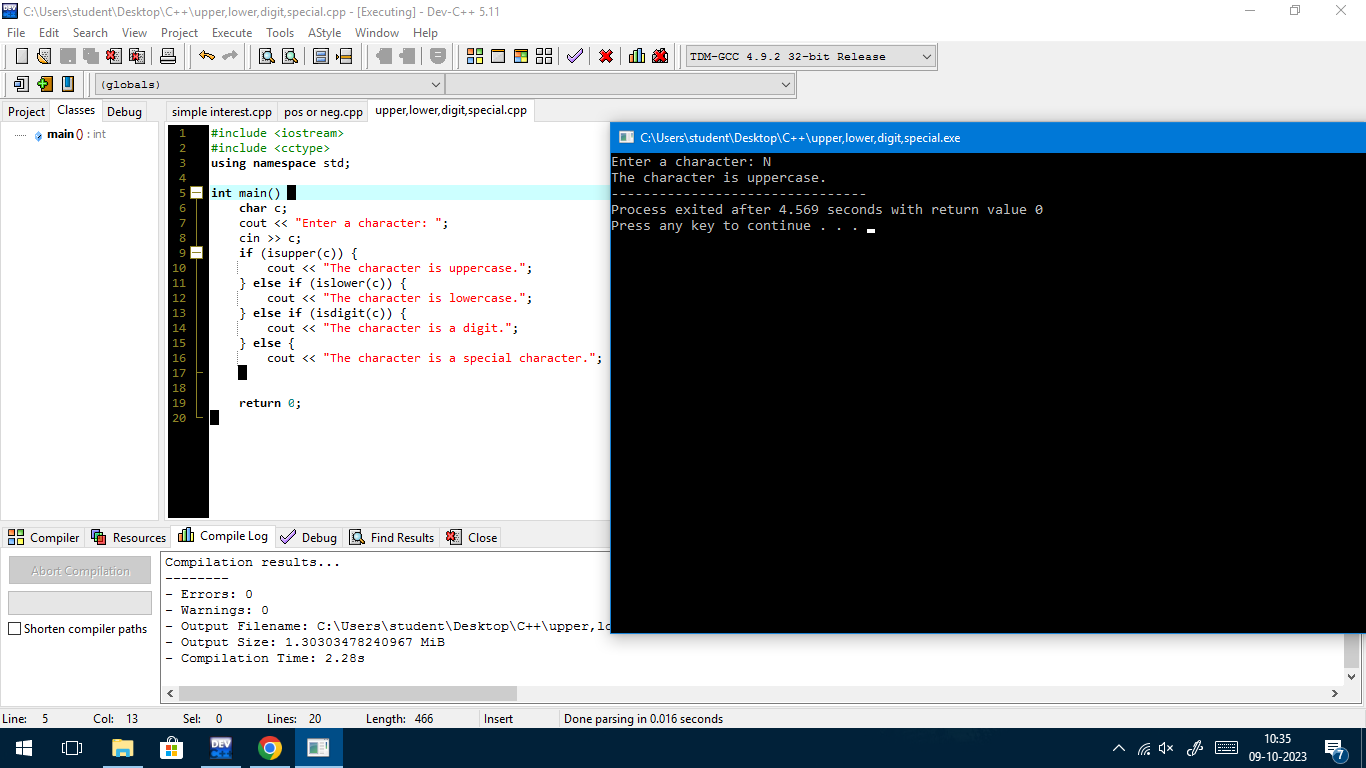 C:\Users\student\Desktop\C++\upper,lower,digit,special.cpp - [Executing] - Dev-C++ 5.11
File Edit Search View Project Execute Tools AStyle Window Help
TDM-GCC 4.9.2 32-bit Release
(globals)
Project Classes Debug
simple interest.cpp pos or neg.cpp upper,lower,digit,special.cpp
main () : int
1 #include <iostream>
2 #include <cctype>
3 using namespace std;
4
5 int main()
6 char c;
7 cout << "Enter a character: ";
8 cin >> c;
9 if (isupper(c)) {
10 cout << "The character is uppercase.";
11 } else if (islower(c)) {
12 cout << "The character is lowercase.";
13 } else if (isdigit(c)) {
14 cout << "The character is a digit.";
15 } else {
16 cout << "The character is a special character.";
17
18
19 return 0;
20
C:\Users\student\Desktop\C++\upper,lower,digit,special.exe
Enter a character: N
The character is uppercase.
--------------------------------
Process exited after 4.569 seconds with return value 0
Press any key to continue . . .
Compiler Resources Compile Log Debug Find Results Close
Abort Compilation
Shorten compiler paths
Compilation results...
--------
- Errors: 0
- Warnings: 0
- Output Filename: C:\Users\student\Desktop\C++\upper,lo
- Output Size: 1.30303478240967 MiB
- Compilation Time: 2.28s
Line: 5 Col: 13 Sel: 0 Lines: 20 Length: 466 Insert Done parsing in 0.016 seconds
DEV
10:35
09-10-2023
7